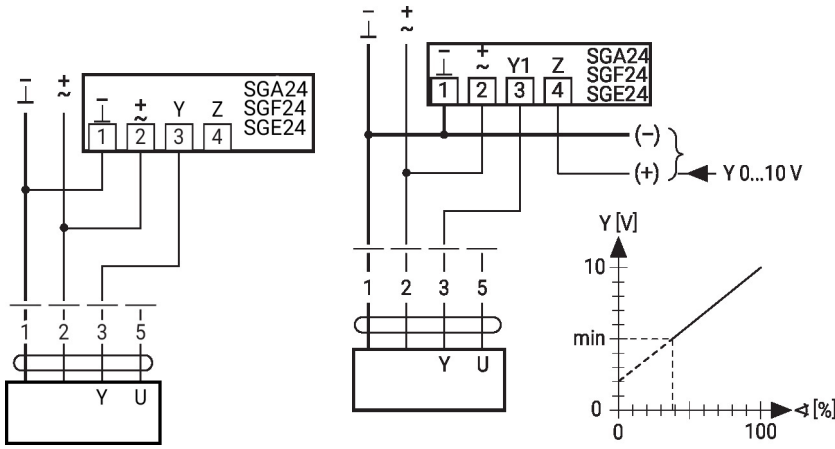 − + ~
− + ~ Y Z
1 2 3 4
SGA24
SGF24
SGE24
1 2 3 5
Y U
− + ~
− + ~ Y1 Z
1 2 3 4
SGA24
SGF24
SGE24
(−)
(+)
Y 0...10 V
1 2 3 5
Y U
Y [V]
10
min
0
0 100
∢ [%]